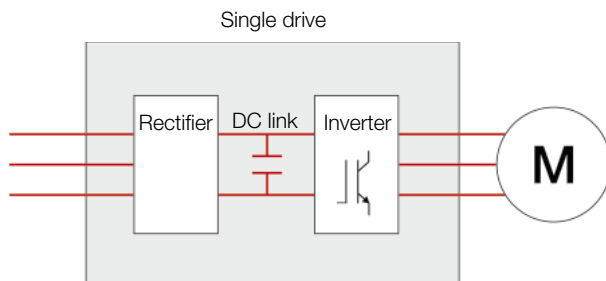 Single drive
Rectifier
DC link
Inverter
M